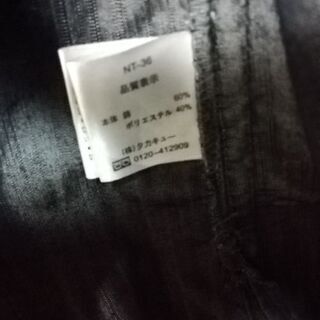 NT-36
品質表示
本体 綿 60%
ポリエステル 40%
(株)タカキュー
0120-412909